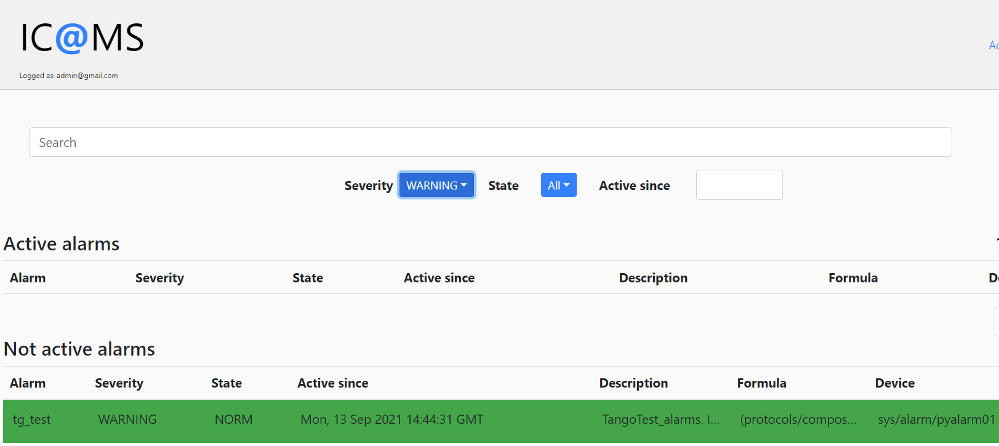 IC@MS
Logged as: admin@gmail.com
Search
Severity WARNING State All Active since
Active alarms
Alarm Severity State Active since Description Formula
Not active alarms
Alarm Severity State Active since Description Formula Device
tg_test WARNING NORM Mon, 13 Sep 2021 14:44:31 GMT TangoTest_alarms. I... (protocols/compos... sys/alarm/pyalarm01